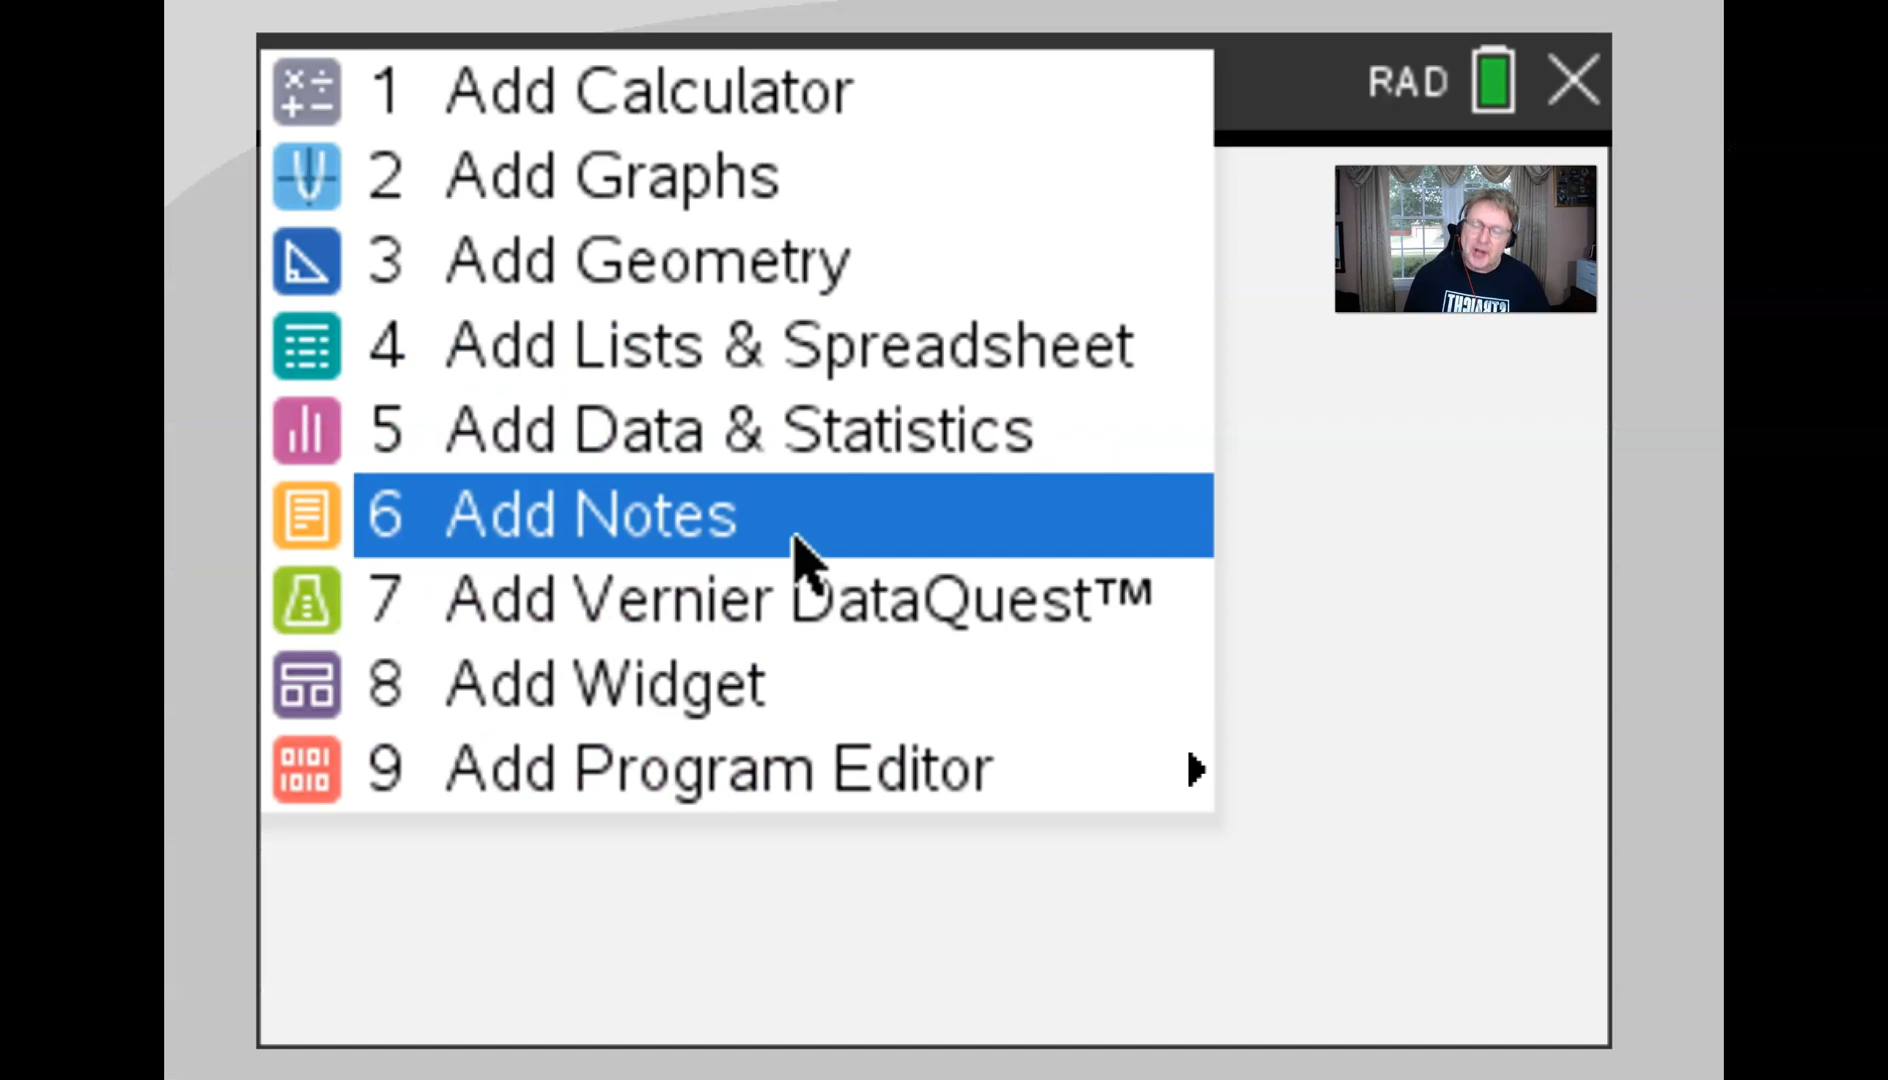 RAD
1 Add Calculator
2 Add Graphs
3 Add Geometry
4 Add Lists & Spreadsheet
5 Add Data & Statistics
6 Add Notes
7 Add Vernier DataQuest™
8 Add Widget
9 Add Program Editor
STRAIGHT